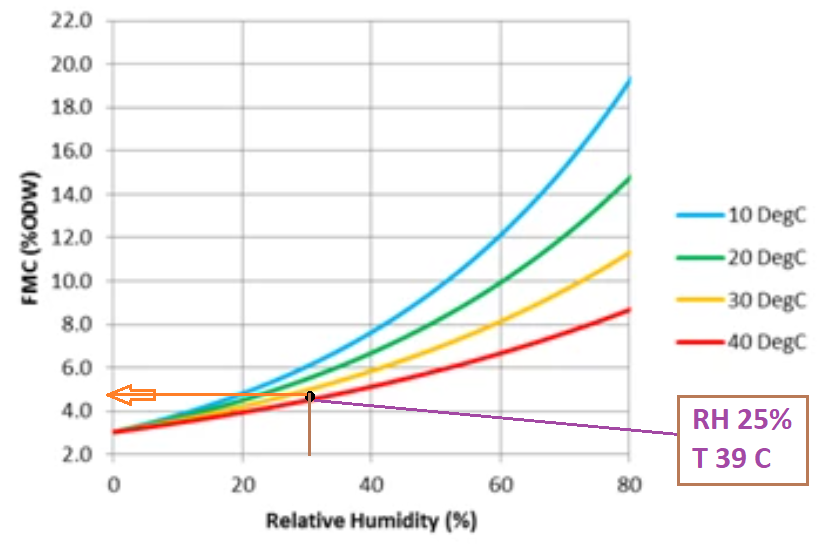 22.0
20.0
18.0
16.0
14.0
12.0
10.0
8.0
6.0
4.0
2.0
FMC (%ODW)
0 20 40 60 80
Relative Humidity (%)
10 DegC
20 DegC
30 DegC
40 DegC
RH 25%
T 39 C